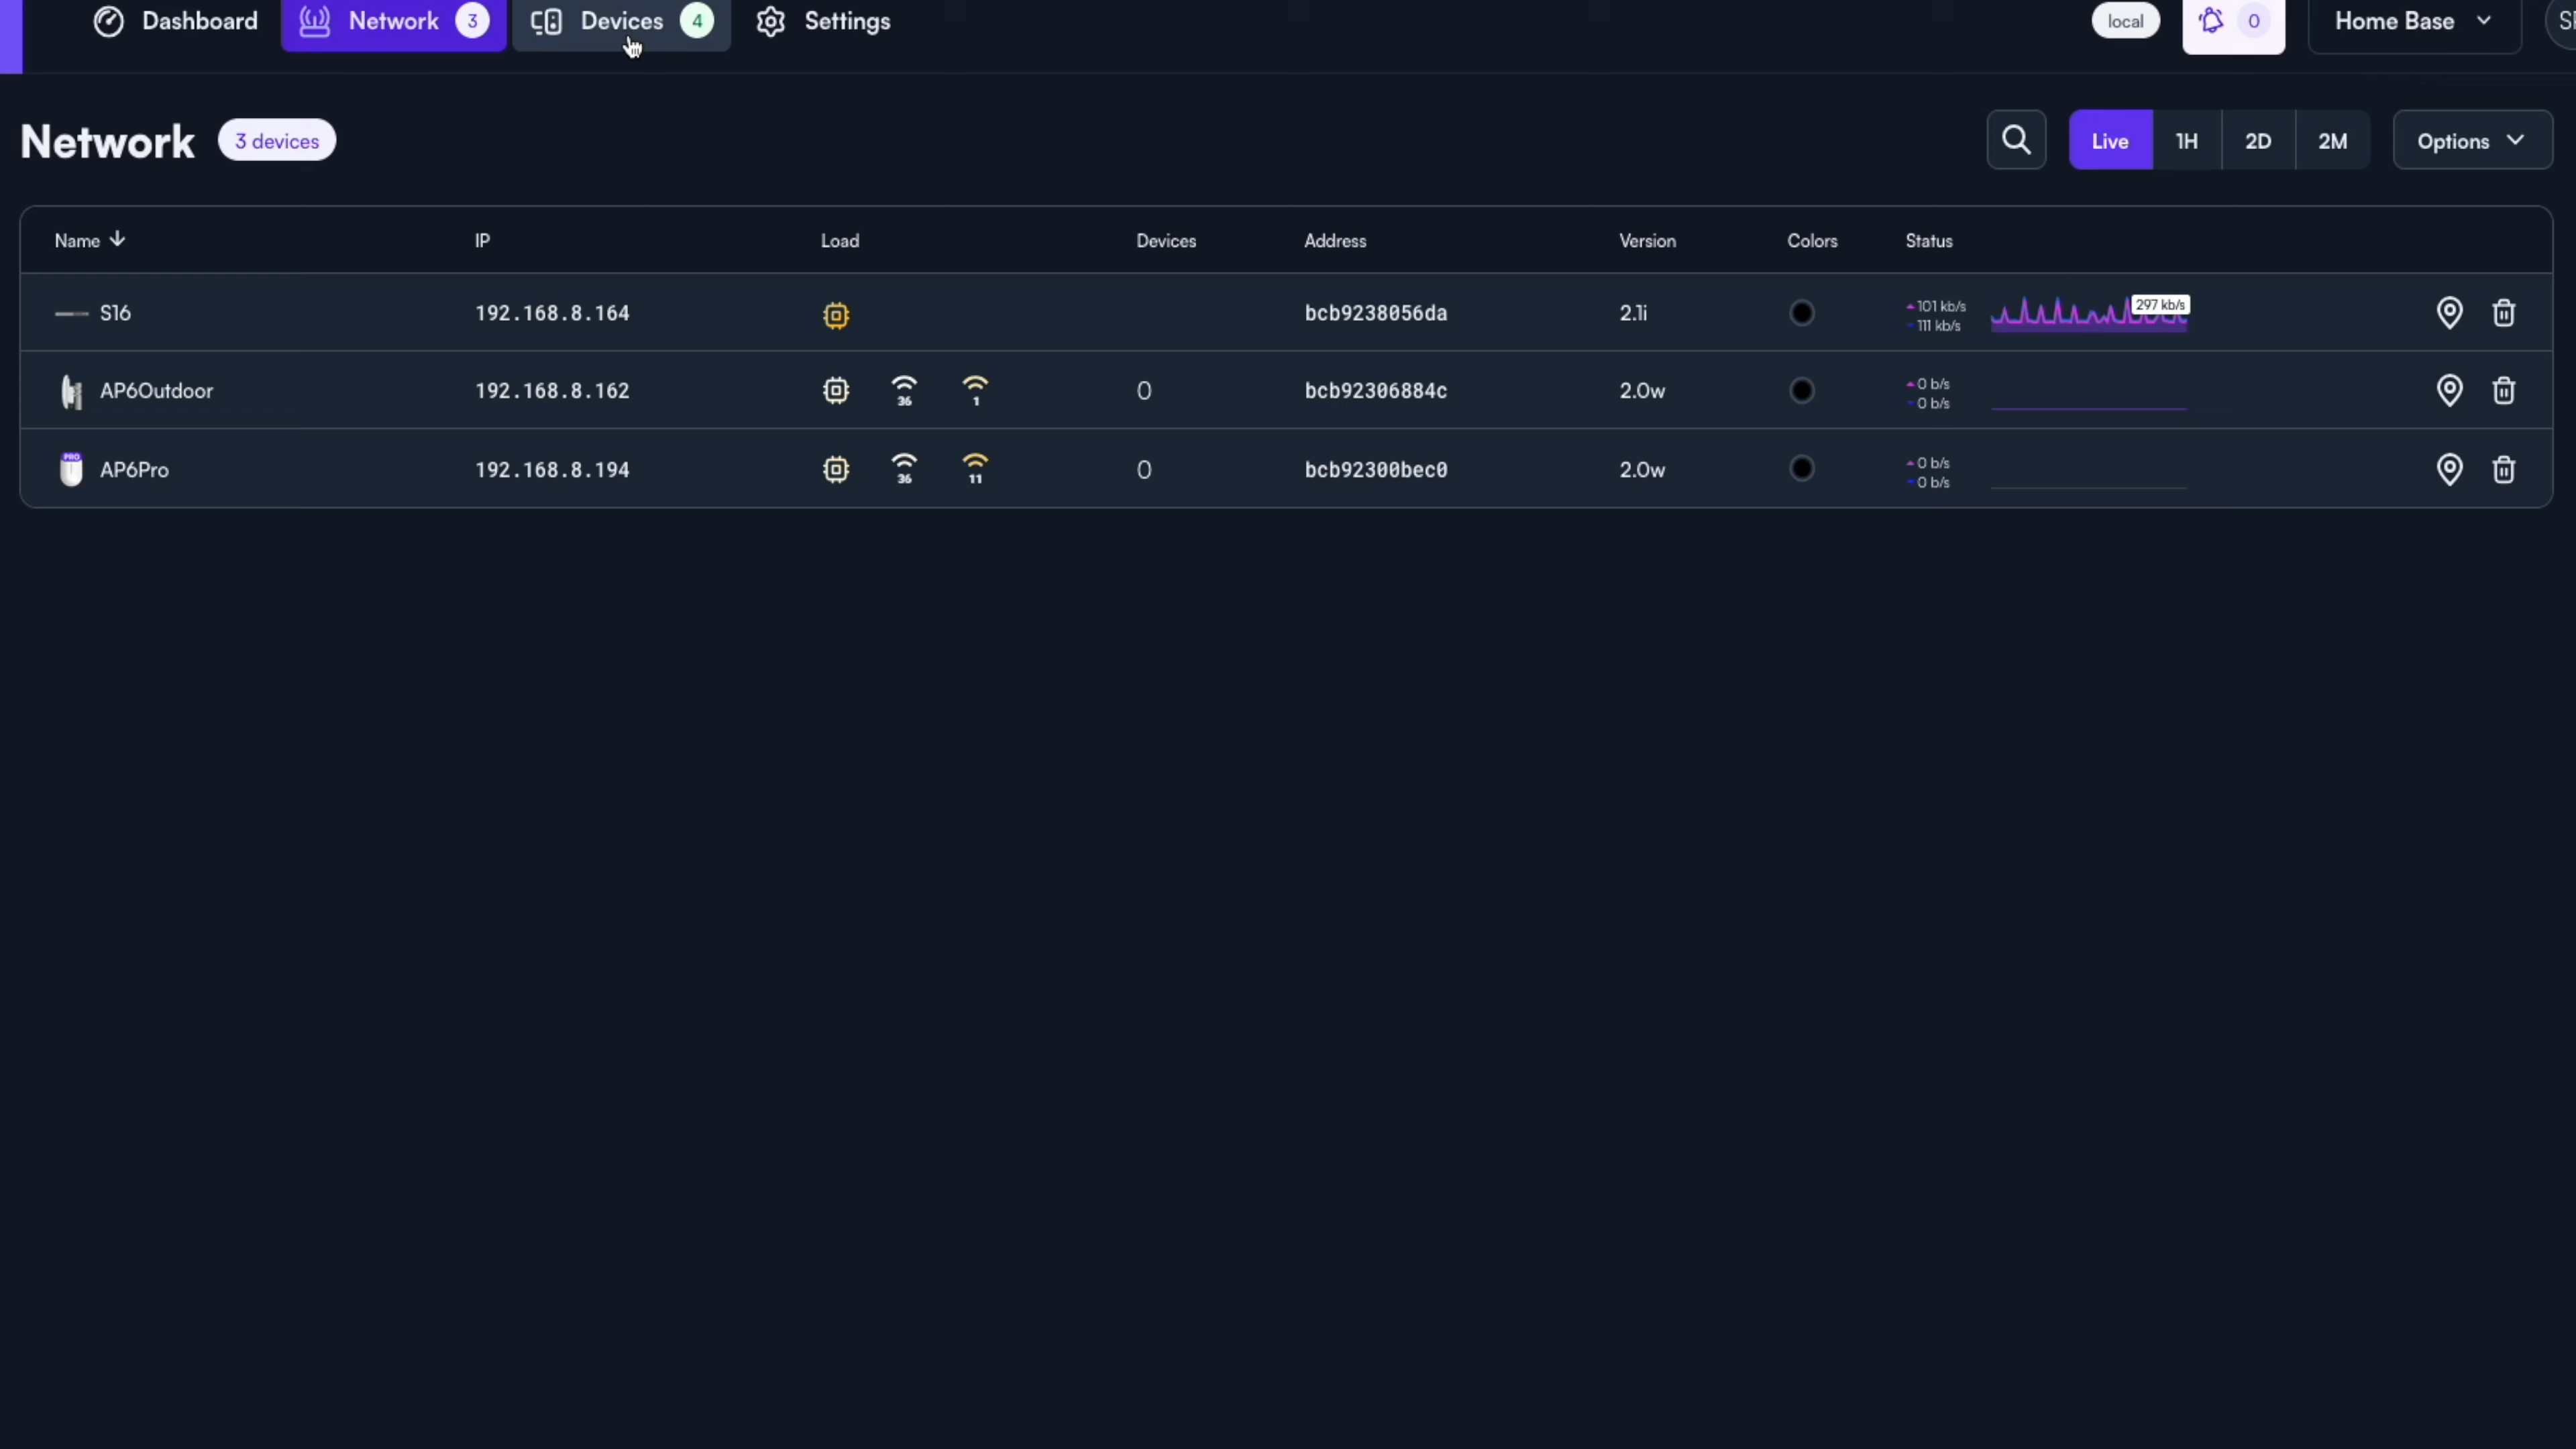 Dashboard Network 3 Devices 4 Settings local 0 Home Base
Network 3 devices Live 1H 2D 2M Options
Name IP Load Devices Address Version Colors Status
S16 192.168.8.164 bcb9238056da 2.1i 101 kb/s 297 kb/s
111 kb/s
AP6Outdoor 192.168.8.162 36 1 0 bcb92306884c 2.0w 0 b/s
0 b/s
PRO AP6Pro 192.168.8.194 36 11 0 bcb92300bec0 2.0w 0 b/s
0 b/s